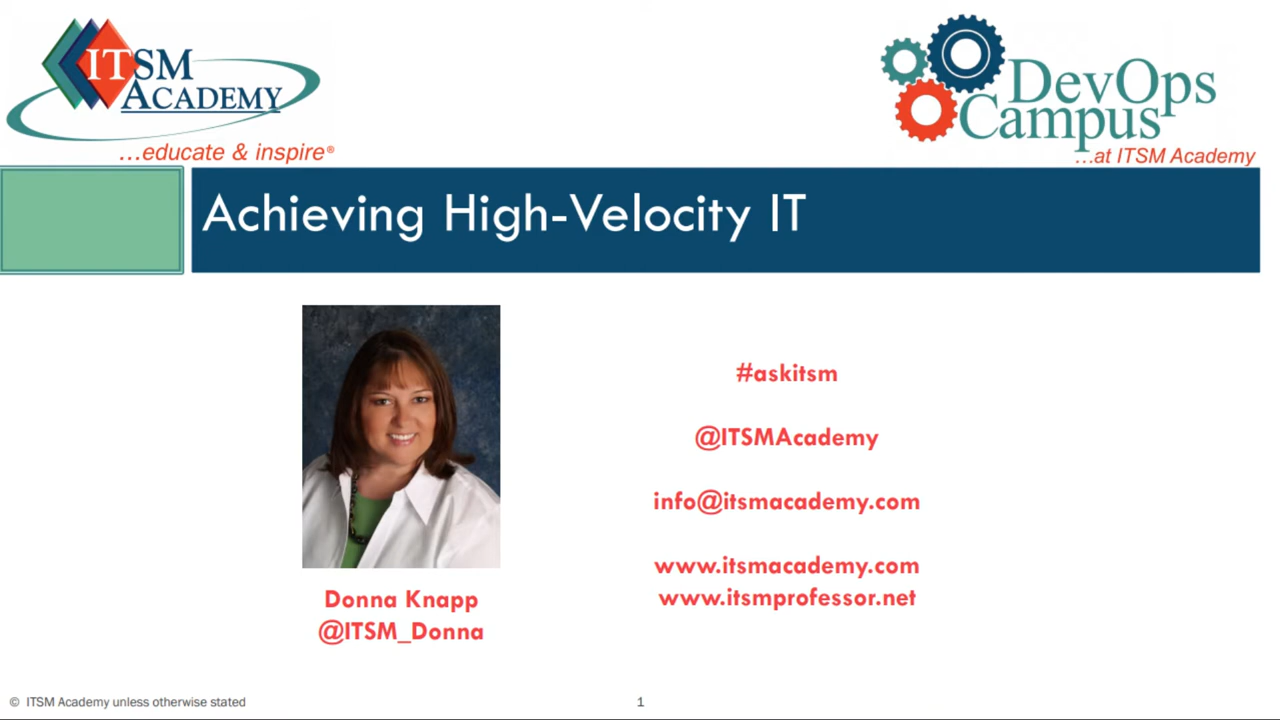 ITSM
ACADEMY
...educate & inspire®
DevOps
Campus
...at ITSM Academy
Achieving High-Velocity IT
#askitsm
@ITSMAcademy
info@itsmacademy.com
www.itsmacademy.com
www.itsmprofessor.net
Donna Knapp
@ITSM_Donna
© ITSM Academy unless otherwise stated
1